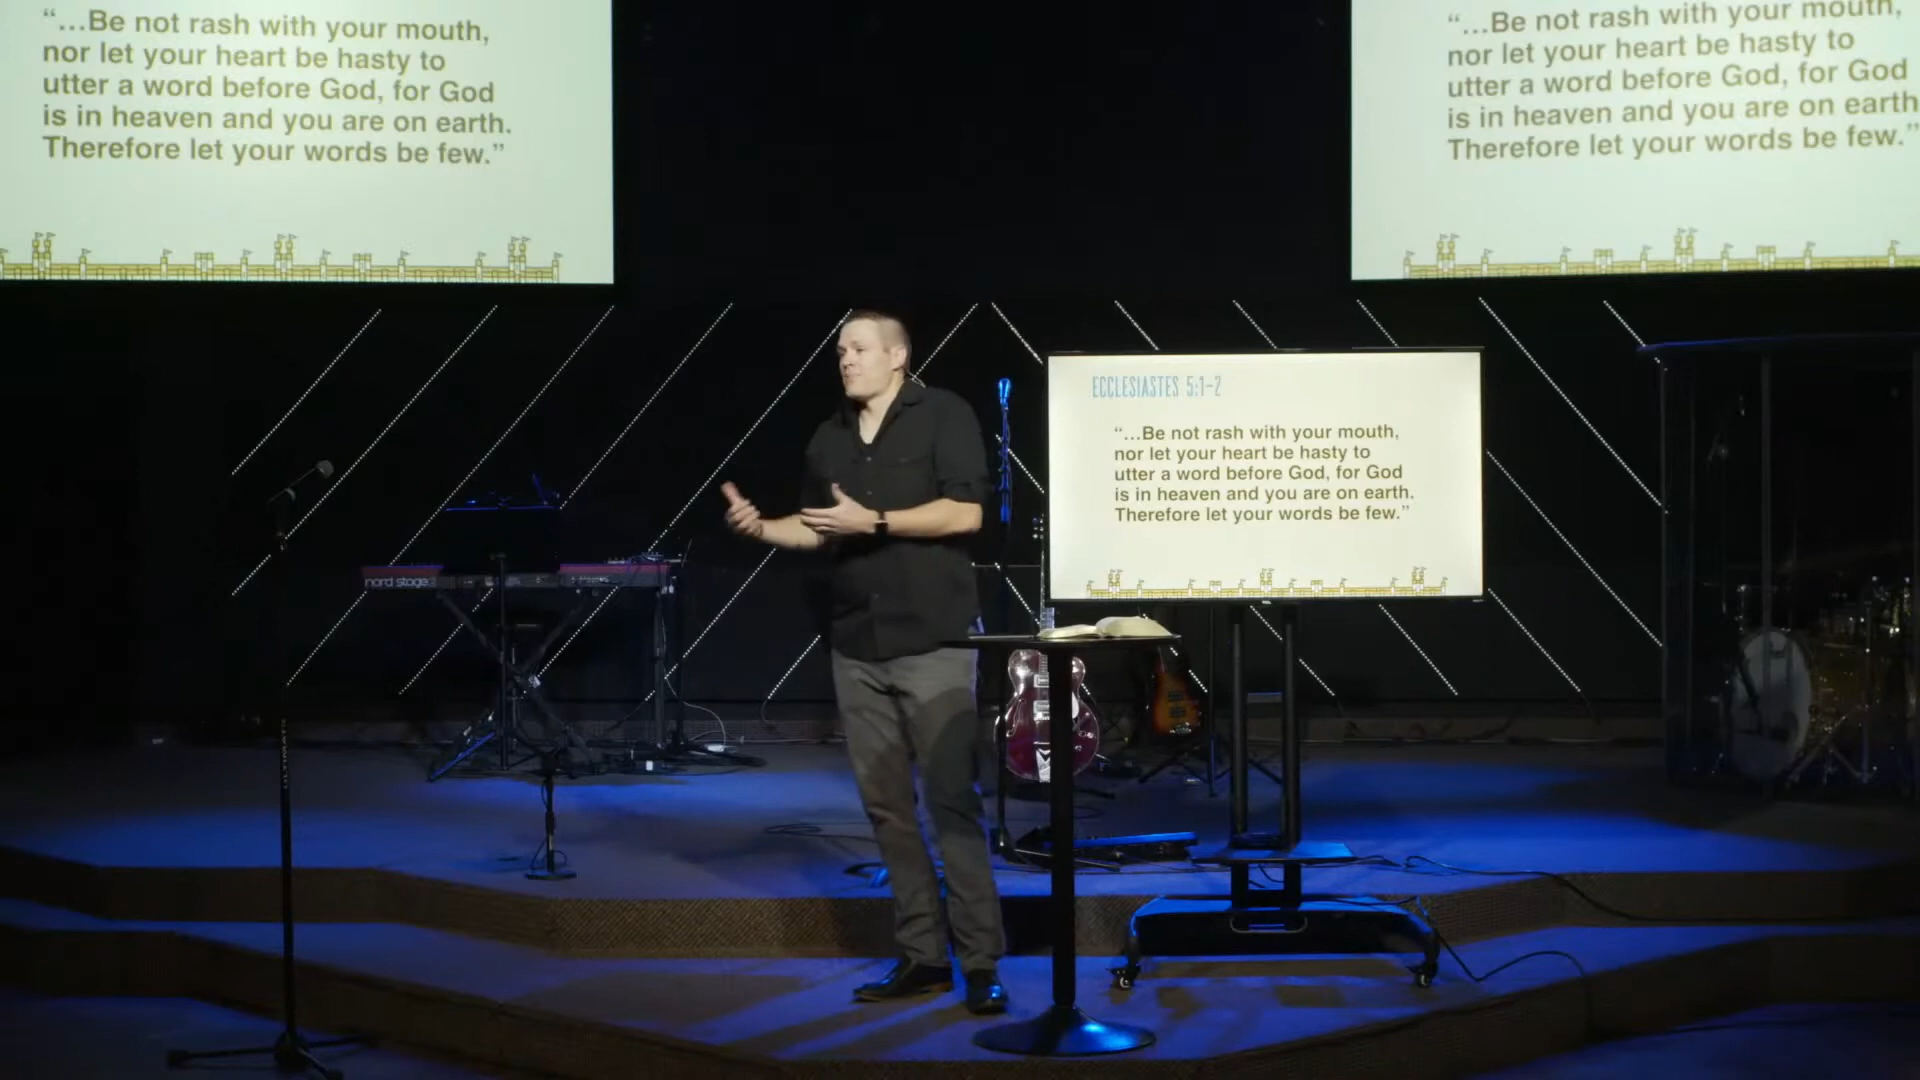 “...Be not rash with your mouth,
nor let your heart be hasty to
utter a word before God, for God
is in heaven and you are on earth.
Therefore let your words be few.”
“...Be not rash with your mouth,
nor let your heart be hasty to
utter a word before God, for God
is in heaven and you are on earth
Therefore let your words be few.”
ECCLESIASTES 5:1-2
“...Be not rash with your mouth,
nor let your heart be hasty to
utter a word before God, for God
is in heaven and you are on earth.
Therefore let your words be few.”
nord stage